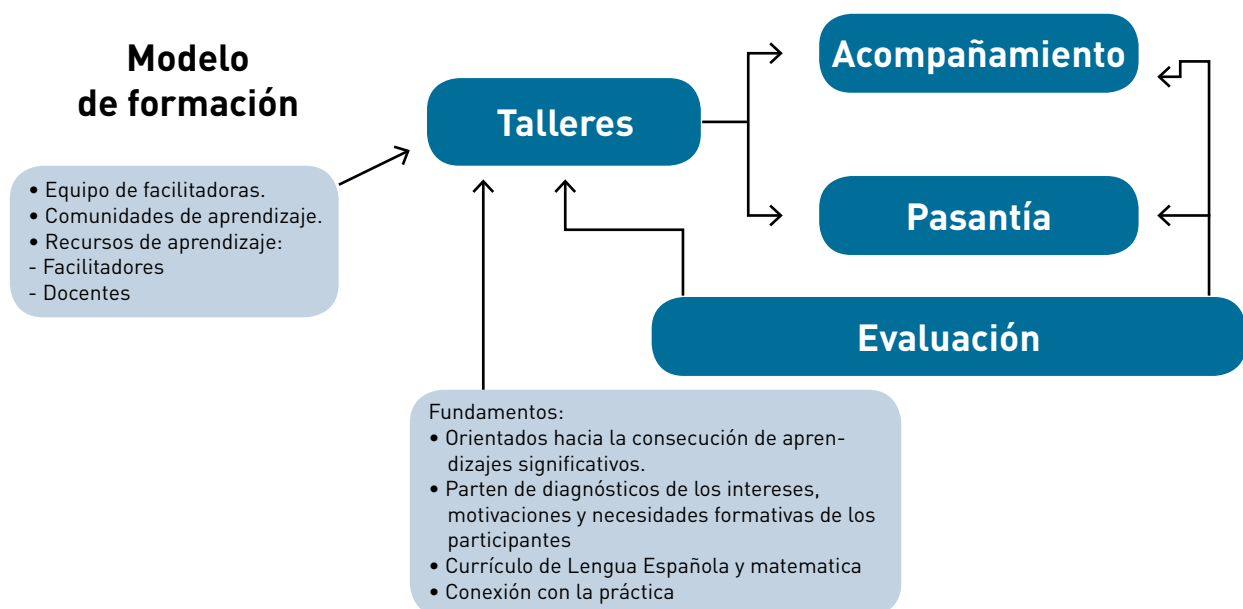 Modelo
de formación
• Equipo de facilitadoras.
• Comunidades de aprendizaje.
• Recursos de aprendizaje:
- Facilitadores
- Docentes
Talleres
Acompañamiento
Pasantía
Evaluación
Fundamentos:
• Orientados hacia la consecución de apren-
dizajes significativos.
• Parten de diagnósticos de los intereses,
motivaciones y necesidades formativas de los
participantes
• Currículo de Lengua Española y matematica
• Conexión con la práctica